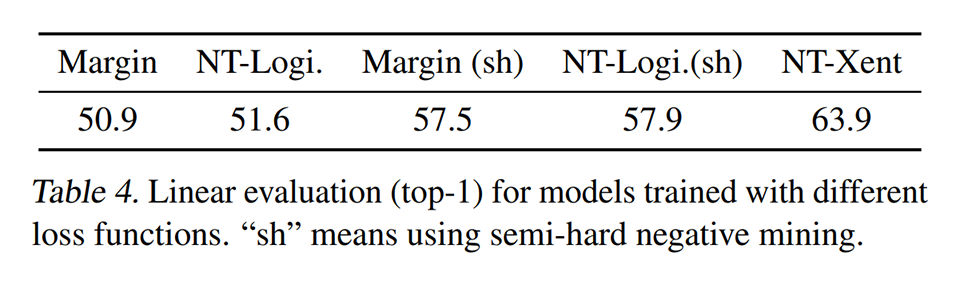 Margin NT-Logi. Margin (sh) NT-Logi.(sh) NT-Xent
50.9 51.6 57.5 57.9 63.9
Table 4. Linear evaluation (top-1) for models trained with different
loss functions. “sh” means using semi-hard negative mining.